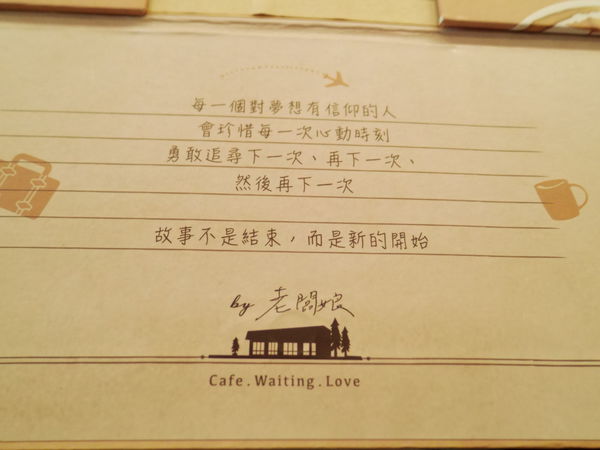 每一個對夢想有信仰的人
會珍惜每一次心動時刻
勇敢追尋下一次、再下一次、
然後再下一次
故事不是結束，而是新的開始
by 老闆娘
Cafe . Waiting . Love